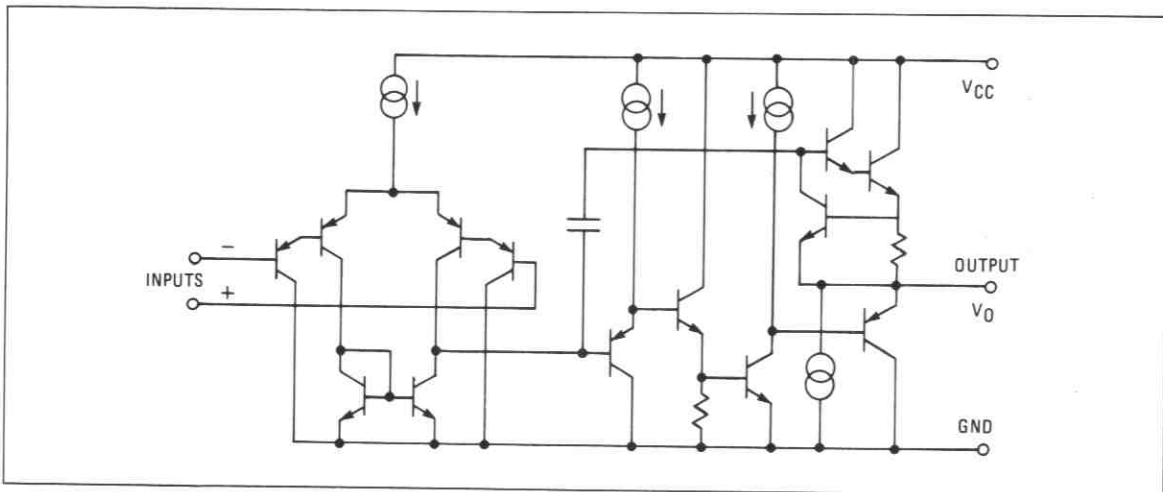 V_CC
−
INPUTS
+
OUTPUT
V_O
GND